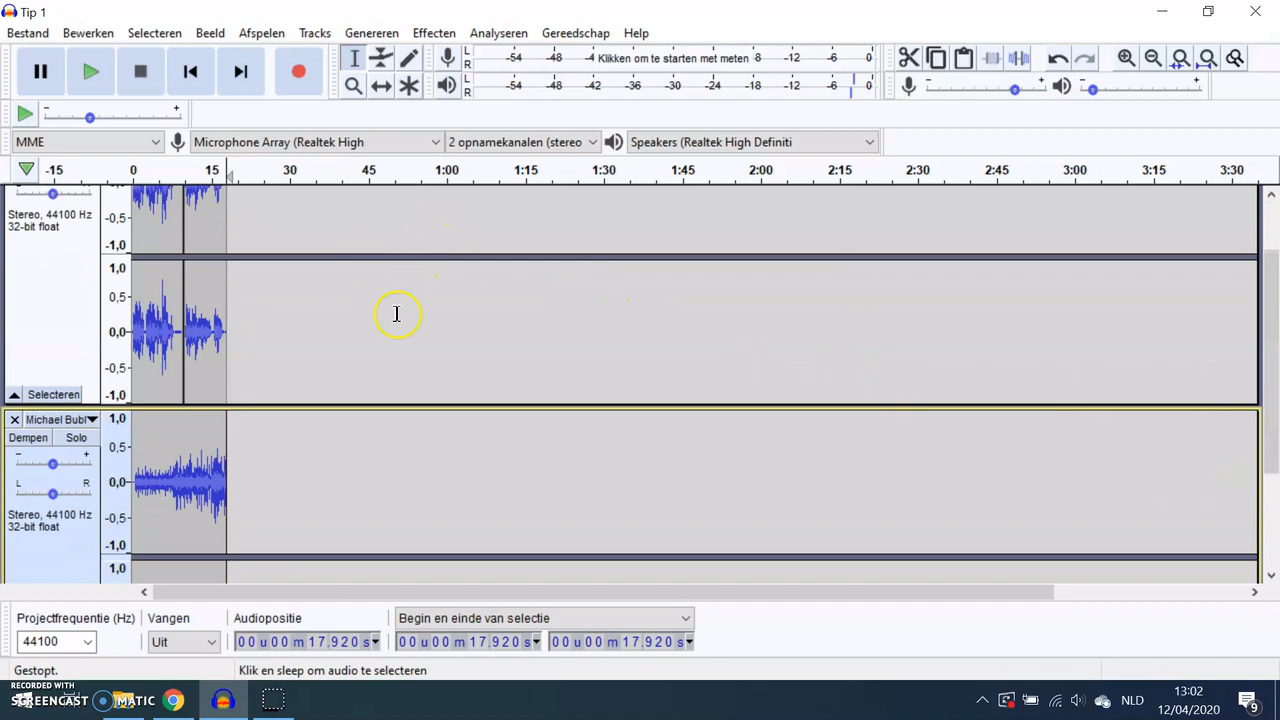 Tip 1
Bestand Bewerken Selecteren Beeld Afspelen Tracks Genereren Effecten Analyseren Gereedschap Help
L R -54 -48 -4 Klikken om te starten met meten 8 -12 -6 0
L R -54 -48 -42 -36 -30 -24 -18 -12 -6 0
- +
- +
- +
MME Microphone Array (Realtek High 2 opnamekanalen (stereo Speakers (Realtek High Definiti
-15 0 15 30 45 1:00 1:15 1:30 1:45 2:00 2:15 2:30 2:45 3:00 3:15 3:30
Stereo, 44100 Hz
32-bit float
-0,5
-1,0
1,0
0,5
0,0
-0,5
-1,0
Selecteren
Michael Publ
Dempen Solo
- +
L R
Stereo, 44100 Hz
32-bit float
1,0
0,5
0,0
-0,5
-1,0
1,0
Projectfrequentie (Hz) Vangen Audiopositie Begin en einde van selectie
44100 Uit 00 u 00 m 17,920 s 00 u 00 m 17,920 s 00 u 00 m 17,920 s
Gestopt. Klik en sleep om audio te selecteren
RECORDED WITH
SCREENCAST MATIC
NLD
13:02
12/04/2020
9